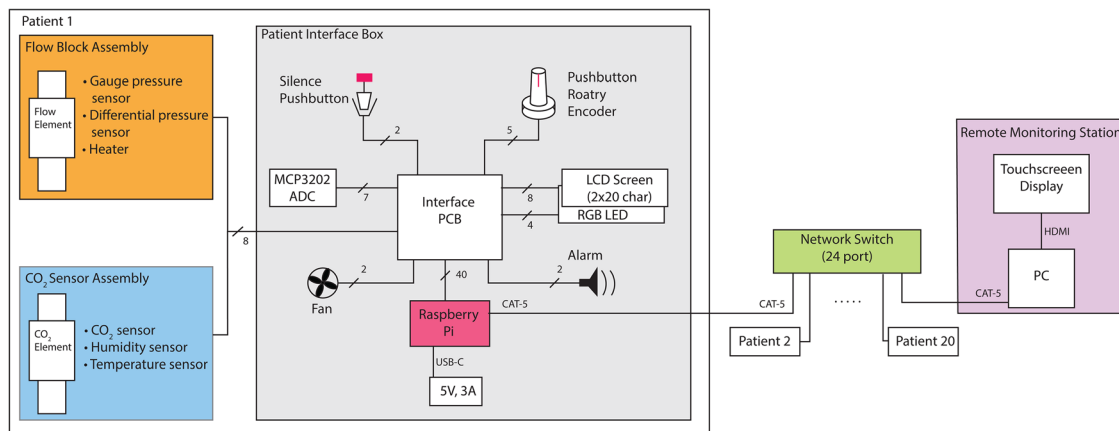 Patient 1
Flow Block Assembly
Flow
Element
• Gauge pressure
sensor
• Differential pressure
sensor
• Heater
CO2 Sensor Assembly
CO2
Element
• CO2 sensor
• Humidity sensor
• Temperature sensor
8
Patient Interface Box
Silence
Pushbutton
2
Pushbutton
Roatry
Encoder
5
MCP3202
ADC
7
Interface
PCB
8
LCD Screen
(2x20 char)
4
RGB LED
Fan
2
40
2
Alarm
Raspberry
Pi
CAT-5
USB-C
5V, 3A
Network Switch
(24 port)
CAT-5
.....
CAT-5
Patient 2
Patient 20
Remote Monitoring Station
Touchscreeen
Display
HDMI
PC